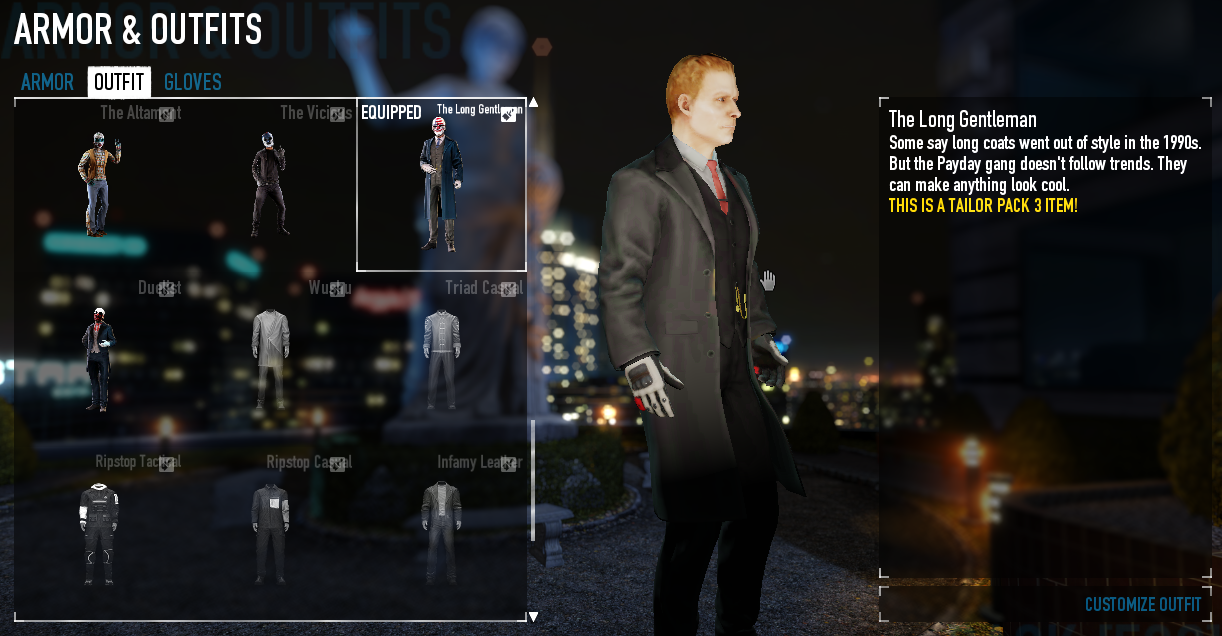 ARMOR & OUTFITS
ARMOR OUTFIT GLOVES
The Altamont
The Vicious
EQUIPPED The Long Gentleman
Duelist
Wushu
Triad Casual
Ripstop Tactical
Ripstop Casual
Infamy Leather
The Long Gentleman
Some say long coats went out of style in the 1990s.
But the Payday gang doesn't follow trends. They
can make anything look cool.
THIS IS A TAILOR PACK 3 ITEM!
CUSTOMIZE OUTFIT